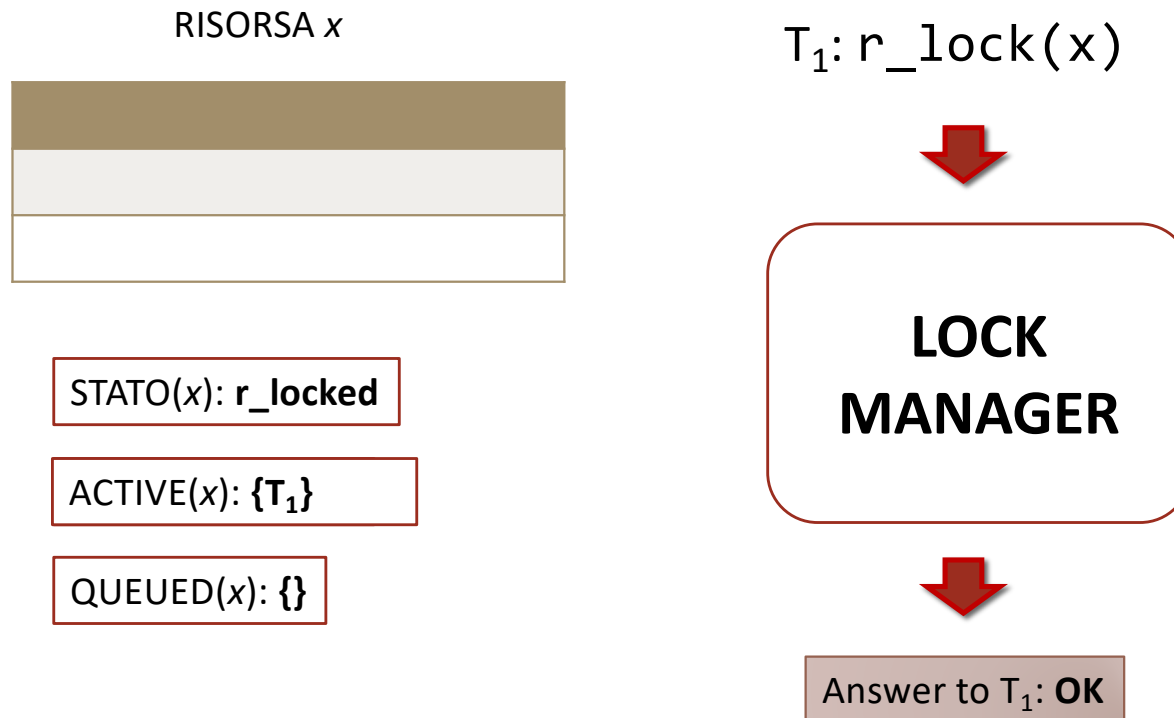 RISORSA x
T₁: r_lock(x)
LOCK
MANAGER
STATO(x): r_locked
ACTIVE(x): {T₁}
QUEUED(x): {}
Answer to T₁: OK